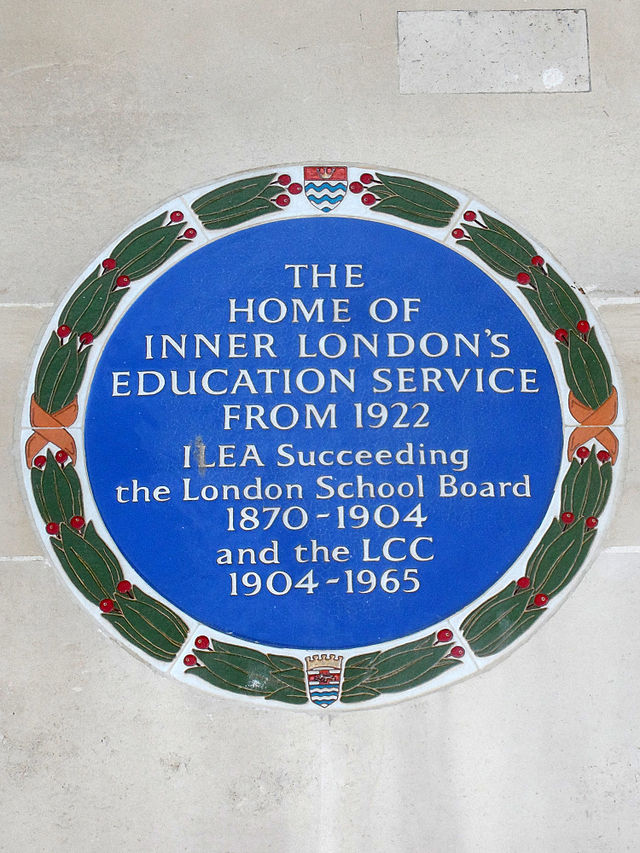 THE
HOME OF
INNER LONDON'S
EDUCATION SERVICE
FROM 1922
ILEA Succeeding
the London School Board
1870-1904
and the LCC
1904-1965